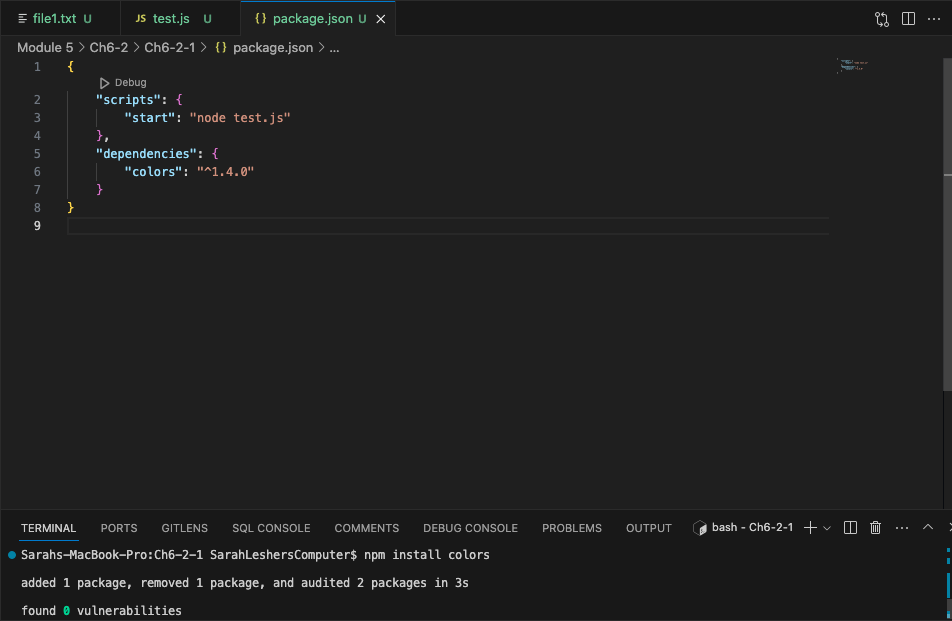 file1.txt U JS test.js U {} package.json U
Module 5 > Ch6-2 > Ch6-2-1 > {} package.json > ...
1 {
Debug
2 "scripts": {
3 "start": "node test.js"
4 },
5 "dependencies": {
6 "colors": "^1.4.0"
7 }
8 }
9
TERMINAL PORTS GITLENS SQL CONSOLE COMMENTS DEBUG CONSOLE PROBLEMS OUTPUT bash - Ch6-2-1
Sarahs-MacBook-Pro:Ch6-2-1 SarahLeshersComputer$ npm install colors
added 1 package, removed 1 package, and audited 2 packages in 3s
found 0 vulnerabilities